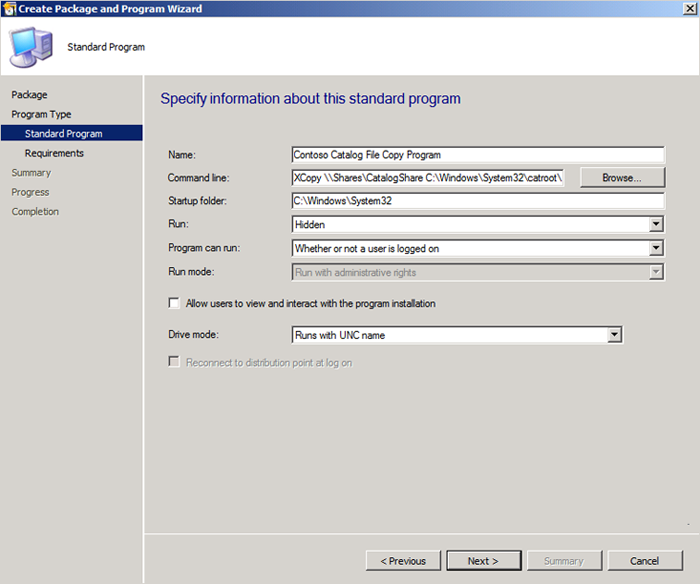 Create Package and Program Wizard
Standard Program
Package
Program Type
Standard Program
Requirements
Summary
Progress
Completion
Specify information about this standard program
Name: Contoso Catalog File Copy Program
Command line: XCopy \\Shares\CatalogShare C:\Windows\System32\catroot\ Browse...
Startup folder: C:\Windows\System32
Run: Hidden
Program can run: Whether or not a user is logged on
Run mode: Run with administrative rights
Allow users to view and interact with the program installation
Drive mode: Runs with UNC name
Reconnect to distribution point at log on
< Previous Next > Summary Cancel